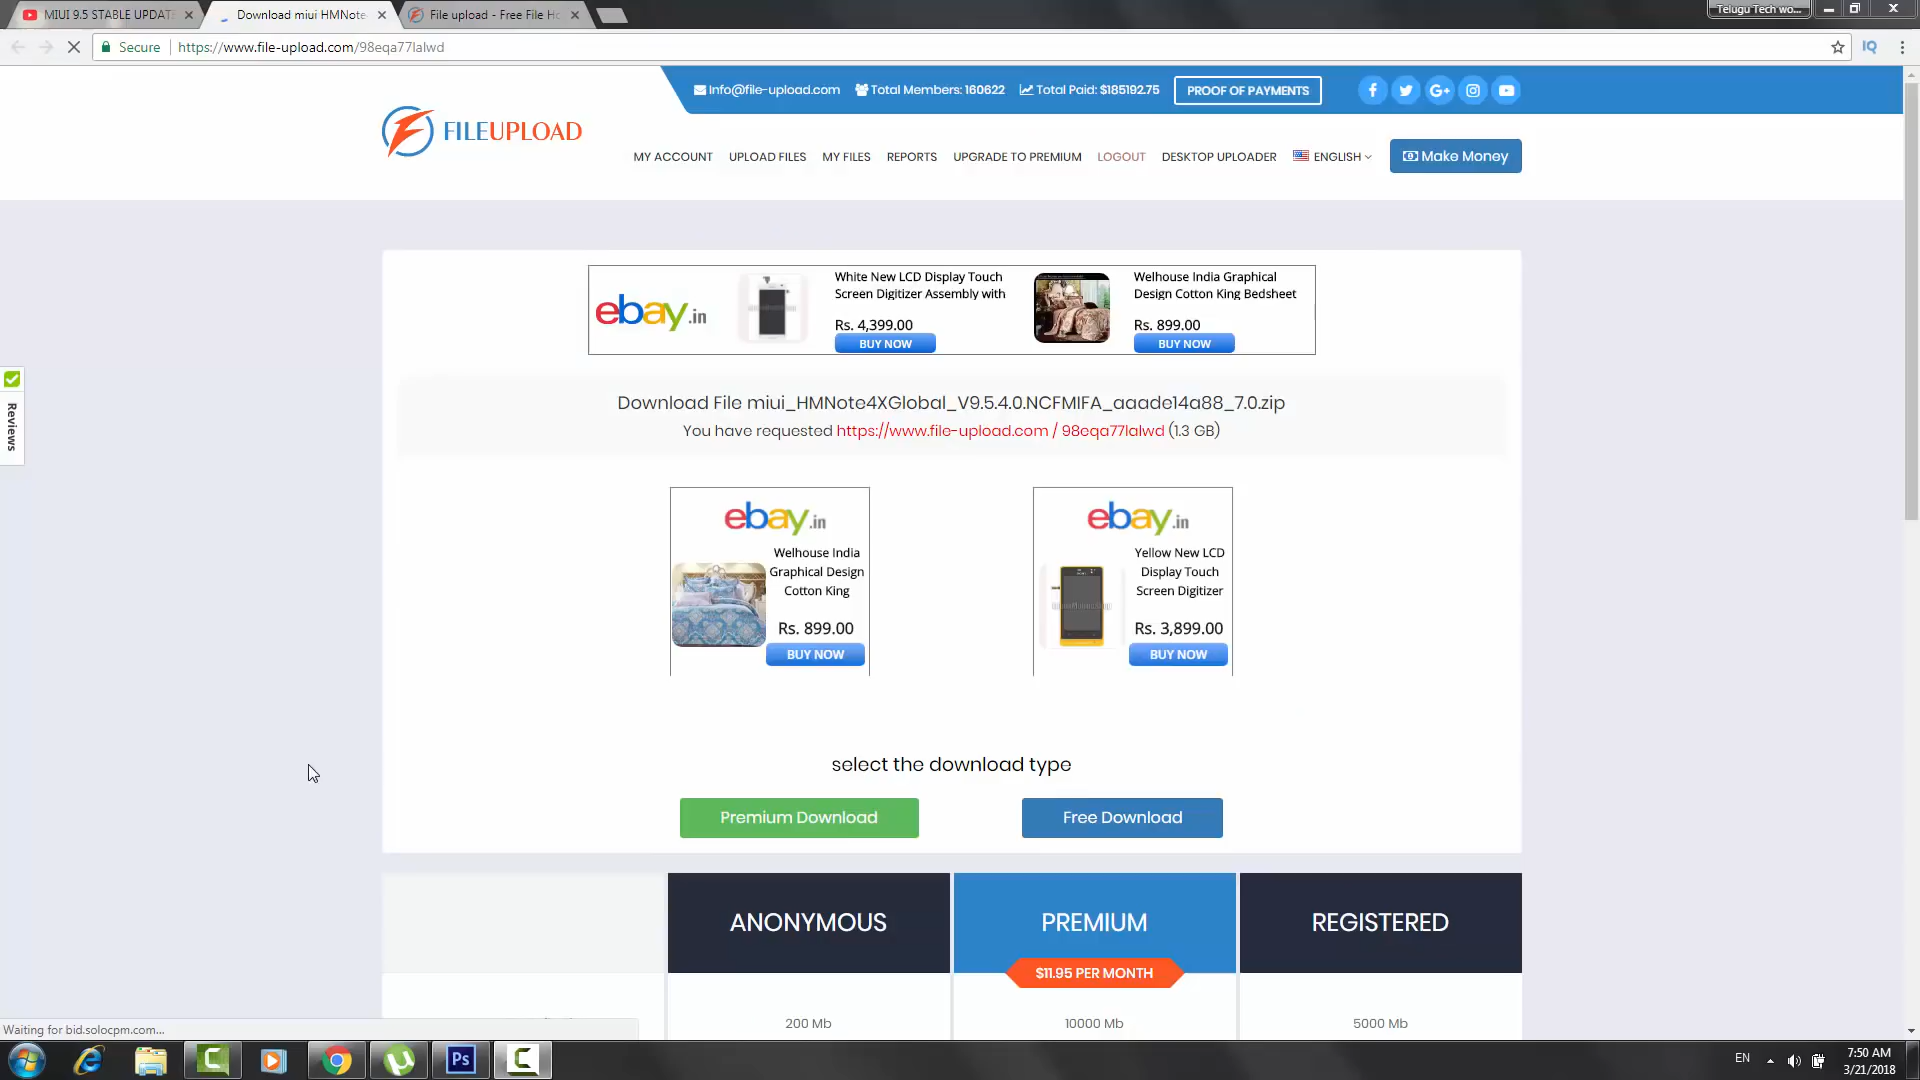 MIUI 9.5 STABLE UPDAT
Download miui HMNote
File upload - Free File Ho
Telugu Tech wo...
Secure
https://www.file-upload.com/98eqa77lalwd
Info@file-upload.com
Total Members: 160622
Total Paid: $185192.75
PROOF OF PAYMENTS
FILEUPLOAD
MY ACCOUNT
UPLOAD FILES
MY FILES
REPORTS
UPGRADE TO PREMIUM
LOGOUT
DESKTOP UPLOADER
ENGLISH
Make Money
ebay.in
White New LCD Display Touch
Screen Digitizer Assembly with
Rs. 4,399.00
BUY NOW
Welhouse India Graphical
Design Cotton King Bedsheet
Rs. 899.00
BUY NOW
Reviews
Download File miui_HMNote4XGlobal_V9.5.4.0.NCFMIFA_aaade14a88_7.0.zip
You have requested https://www.file-upload.com / 98eqa77lalwd (1.3 GB)
ebay.in
Welhouse India
Graphical Design
Cotton King
Rs. 899.00
BUY NOW
ebay.in
Yellow New LCD
Display Touch
Screen Digitizer
Rs. 3,899.00
BUY NOW
select the download type
Premium Download
Free Download
ANONYMOUS
PREMIUM
REGISTERED
$11.95 PER MONTH
200 Mb
10000 Mb
5000 Mb
Waiting for bid.solocpm.com...
Ps
EN
7:50 AM
3/21/2018